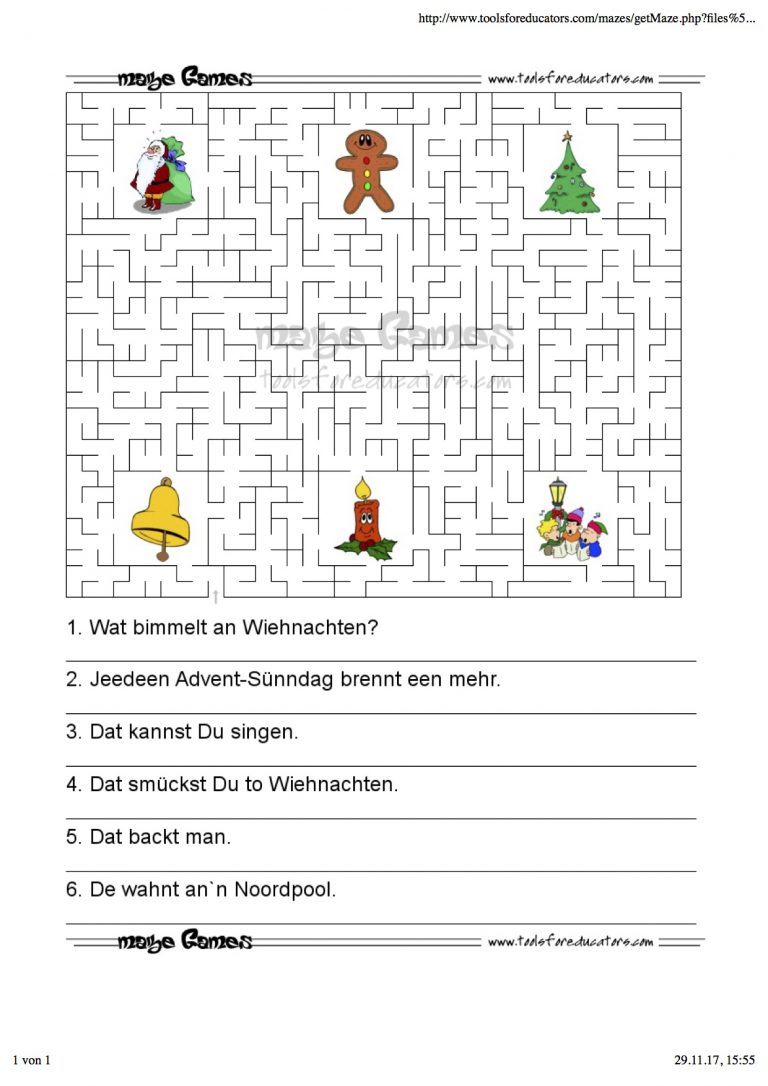 http://www.toolsforeducators.com/mazes/getMaze.php?files%5...
maze Games www.toolsforeducators.com
maze Games
toolsforeducators.com
1. Wat bimmelt an Wiehnachten?
2. Jeedeen Advent-Sünndag brennt een mehr.
3. Dat kannst Du singen.
4. Dat smückst Du to Wiehnachten.
5. Dat backt man.
6. De wahnt an`n Noordpool.
maze Games www.toolsforeducators.com
1 von 1 29.11.17, 15:55